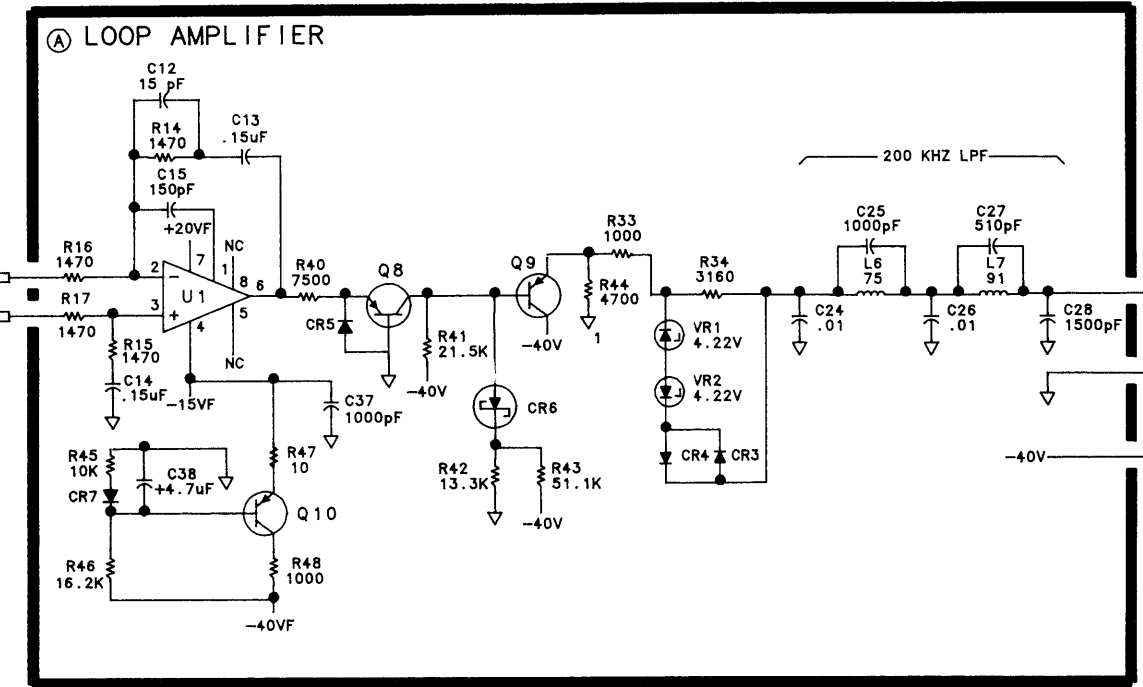 A LOOP AMPLIFIER
C12
15 pF
R14
1470
C13
.15uF
C15
150pF
+20VF
7
NC
1
8
6
5
NC
R16
1470
2
−
R17
1470
3
+
U1
4
R15
1470
C14
.15uF
-15VF
R40
7500
Q8
CR5
R41
21.5K
-40V
C37
1000pF
Q9
-40V
R33
1000
R44
4700
1
CR6
R42
13.3K
R43
51.1K
-40V
R34
3160
VR1
4.22V
VR2
4.22V
CR4
CR3
200 KHZ LPF
C25
1000pF
L6
75
C27
510pF
L7
91
C24
.01
C26
.01
C28
1500pF
-40V
R45
10K
CR7
C38
+4.7uF
R47
10
Q10
R46
16.2K
R48
1000
-40VF